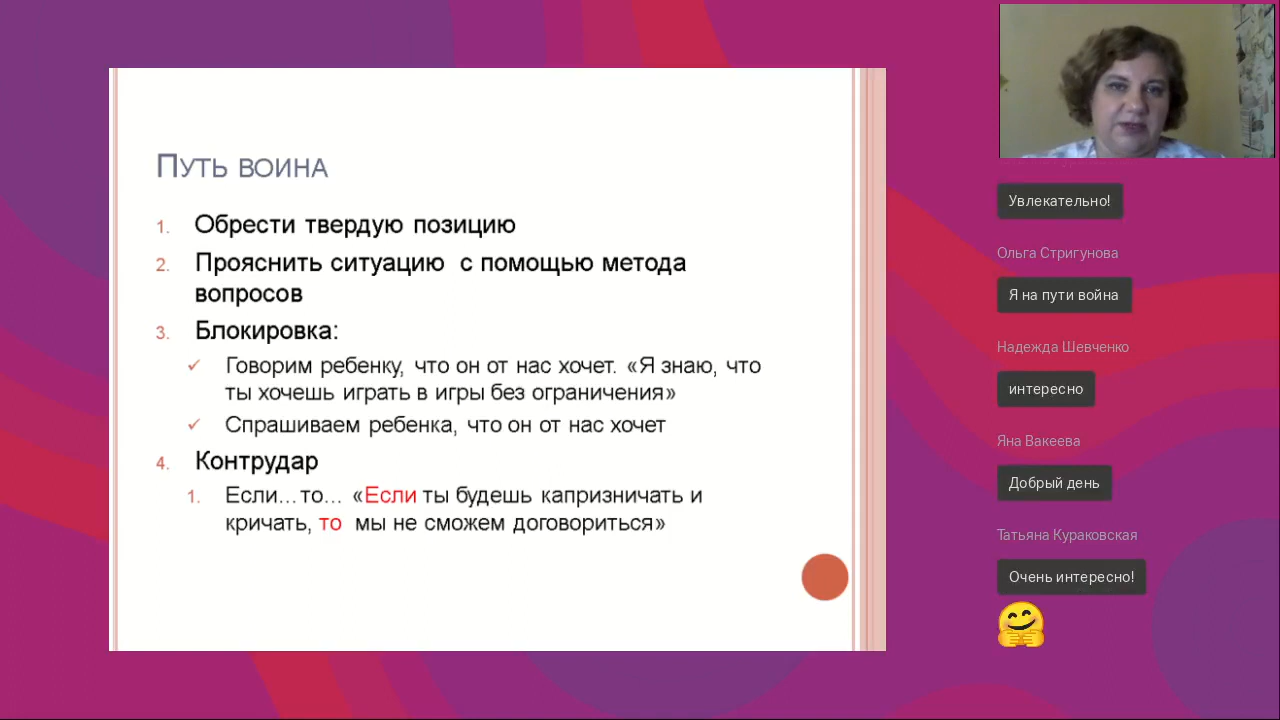 Путь воина
1. Обрести твердую позицию
2. Прояснить ситуацию с помощью метода
вопросов
3. Блокировка:
✓ Говорим ребенку, что он от нас хочет. «Я знаю, что
ты хочешь играть в игры без ограничения»
✓ Спрашиваем ребенка, что он от нас хочет
4. Контрудар
1. Если...то... «Если ты будешь капризничать и
кричать, то мы не сможем договориться»
Увлекательно!
Ольга Стригунова
Я на пути война
Надежда Шевченко
интересно
Яна Вакеева
Добрый день
Татьяна Кураковская
Очень интересно!